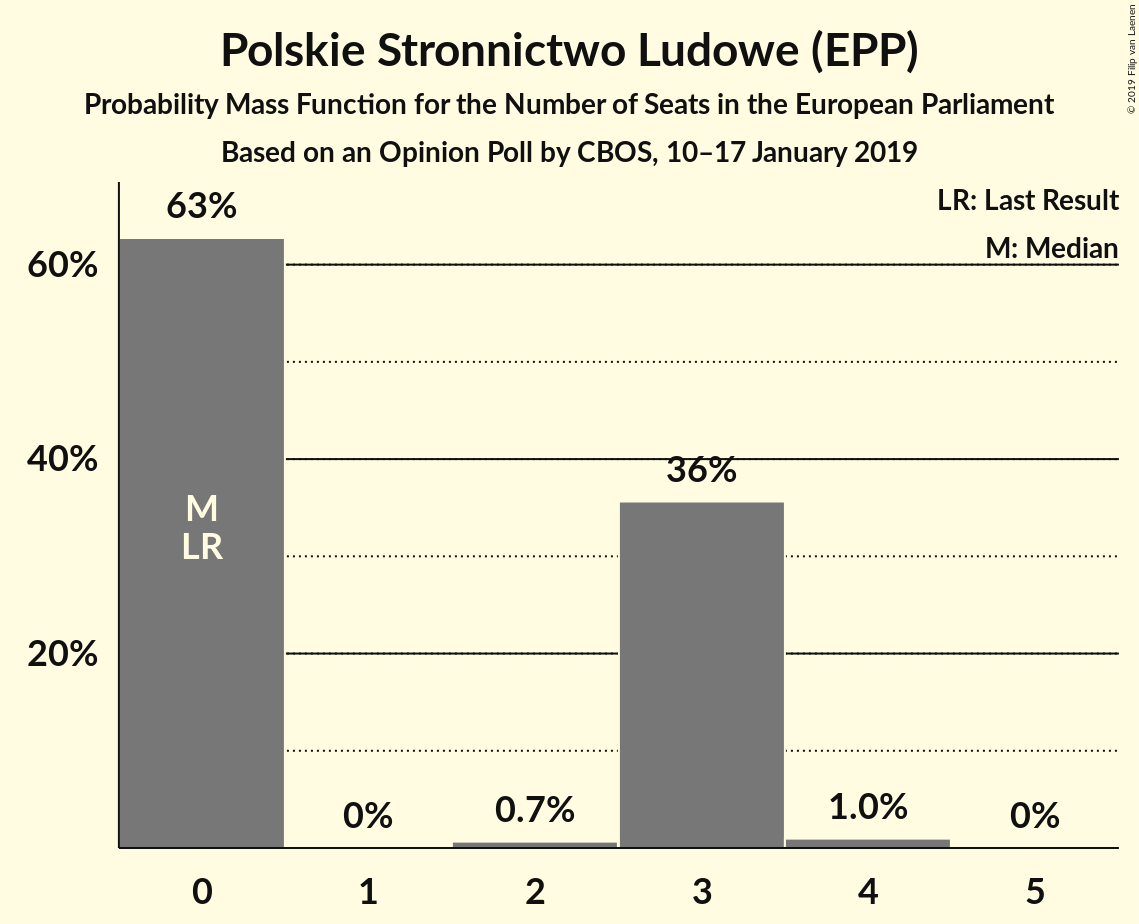 Polskie Stronnictwo Ludowe (EPP)
Probability Mass Function for the Number of Seats in the European Parliament
Based on an Opinion Poll by CBOS, 10–17 January 2019
© 2019 Filip van Laenen
LR: Last Result
M: Median
63%
60%
40%
36%
M
LR
20%
0%
0.7%
1.0%
0%
0
1
2
3
4
5